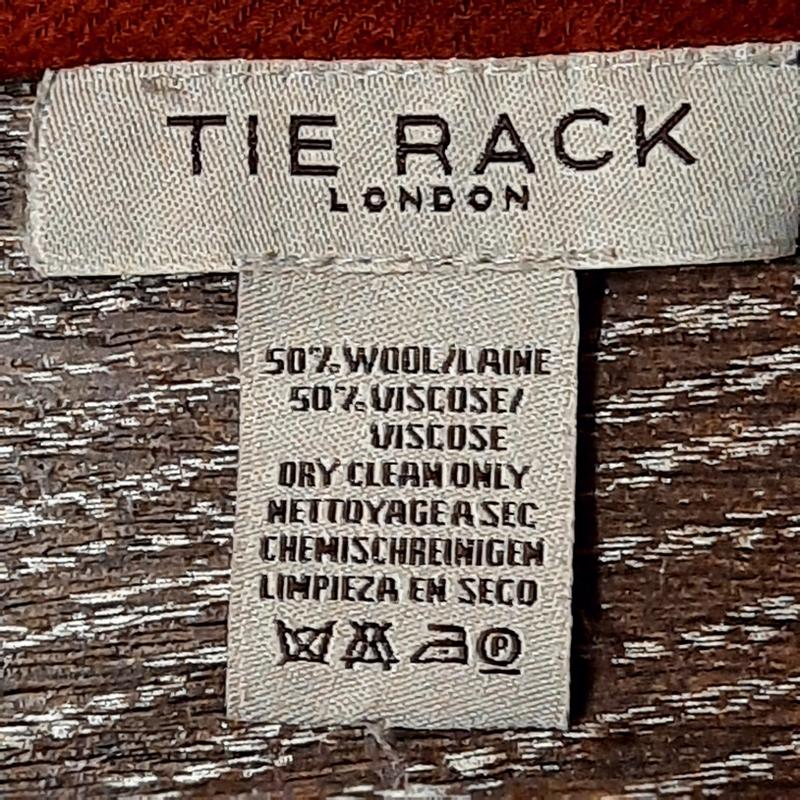 TIE RACK
LONDON
50% WOOL/LAINE
50% VISCOSE/
VISCOSE
DRY CLEAN ONLY
NETTOYAGE A SEC
CHEMISCHREINIGEN
LIMPIEZA EN SECO
P